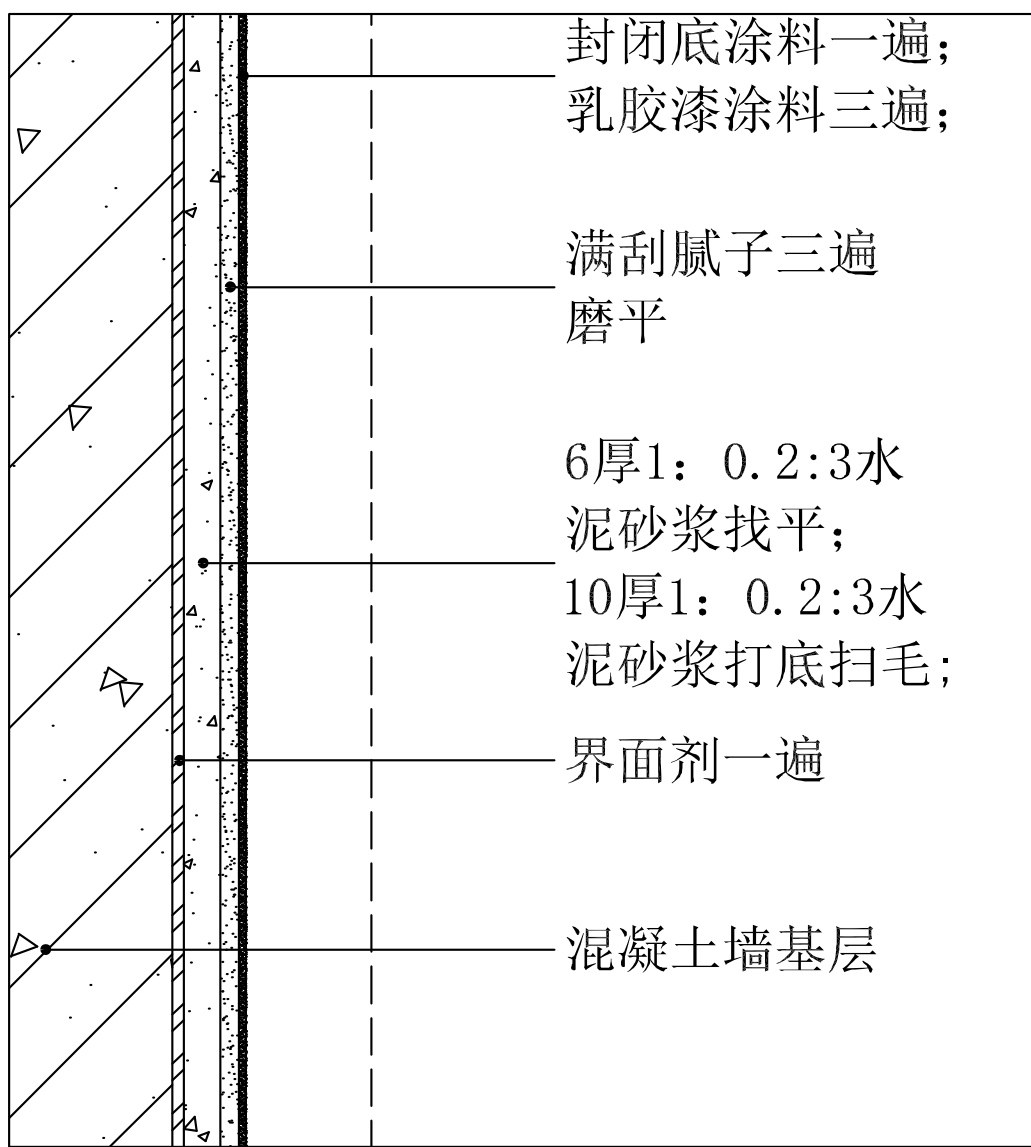 封闭底涂料一遍;
乳胶漆涂料三遍;
满刮腻子三遍
磨平
6厚1: 0.2:3水
泥砂浆找平;
10厚1: 0.2:3水
泥砂浆打底扫毛;
界面剂一遍
混凝土墙基层